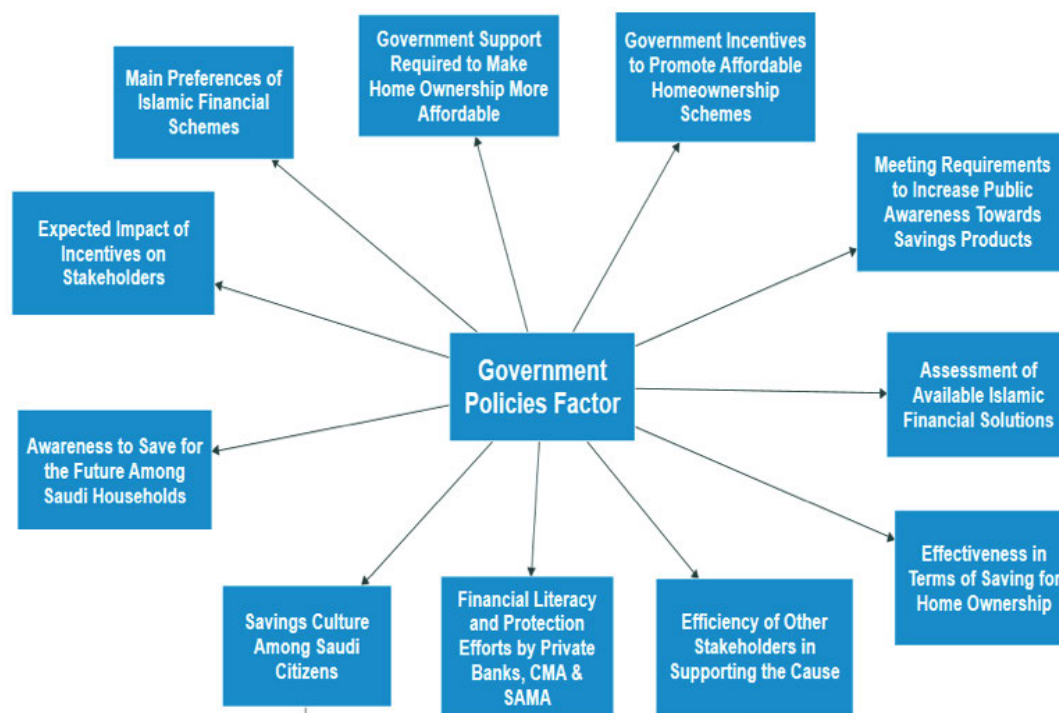 Government Support
Required to Make
Home Ownership More
Affordable
Government Incentives
to Promote Affordable
Homeownership
Schemes
Main Preferences of
Islamic Financial
Schemes
Meeting Requirements
to Increase Public
Awareness Towards
Savings Products
Expected Impact of
Incentives on
Stakeholders
Government
Policies Factor
Assessment of
Available Islamic
Financial Solutions
Awareness to Save for
the Future Among
Saudi Households
Effectiveness in
Terms of Saving for
Home Ownership
Savings Culture
Among Saudi
Citizens
Financial Literacy
and Protection
Efforts by Private
Banks, CMA &
SAMA
Efficiency of Other
Stakeholders in
Supporting the Cause